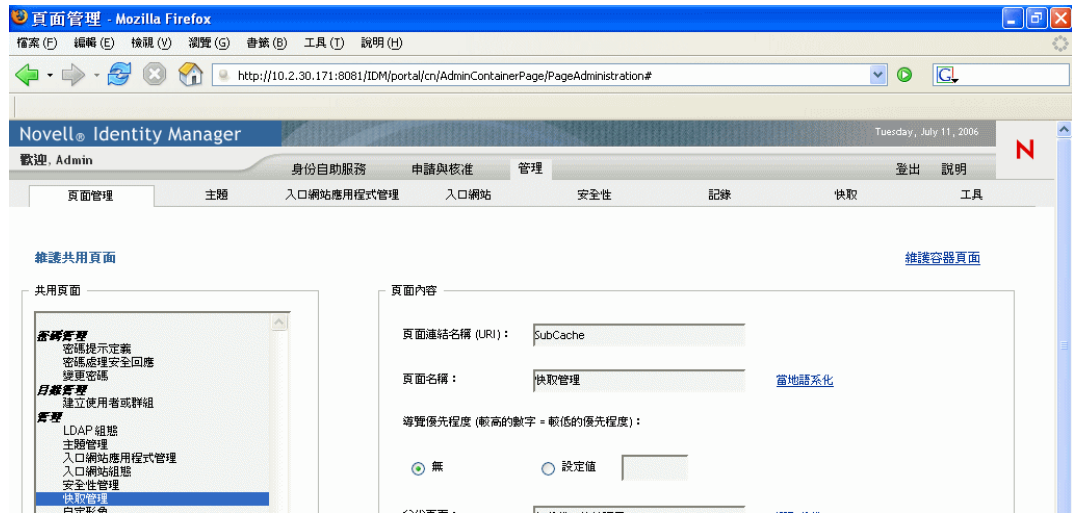 頁面管理 - Mozilla Firefox
檔案(F) 編輯(E) 檢視(V) 瀏覽(G) 書籤(B) 工具(T) 說明(H)
http://10.2.30.171:8081/IDM/portal/cn/AdminContainerPage/PageAdministration#
G
Novell® Identity Manager
Tuesday, July 11, 2006
N
歡迎, Admin
身份自助服務 申請與核准 管理 登出 說明
頁面管理 主題 入口網站應用程式管理 入口網站 安全性 記錄 快取 工具
維護共用頁面
維護容器頁面
共用頁面
頁面內容
密碼管理
密碼提示定義
密碼處理安全回應
變更密碼
目錄管理
建立使用者或群組
管理
LDAP 組態
主題管理
入口網站應用程式管理
入口網站組態
安全性管理
快取管理
頁面連結名稱 (URI):
SubCache
頁面名稱:
快取管理
當地語系化
導覽優先程度 (較高的數字 = 較低的優先程度):
無
設定值